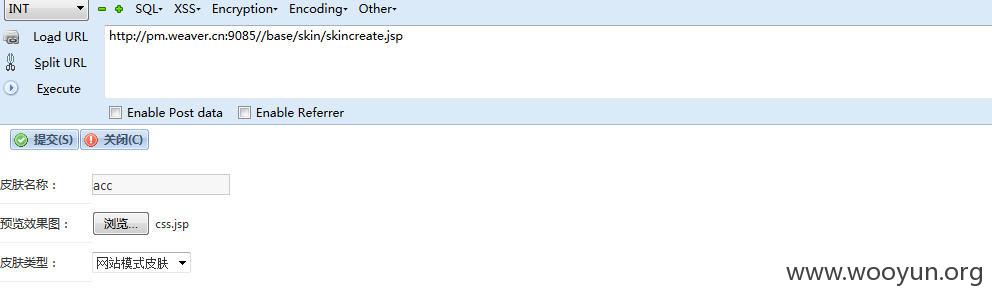 INT SQL XSS Encryption Encoding Other
Load URL http://pm.weaver.cn:9085//base/skin/skincreate.jsp
Split URL
Execute
Enable Post data Enable Referrer
提交(S) 关闭(C)
皮肤名称： acc
预览效果图： 浏览... css.jsp
皮肤类型： 网站模式皮肤
www.wooyun.org